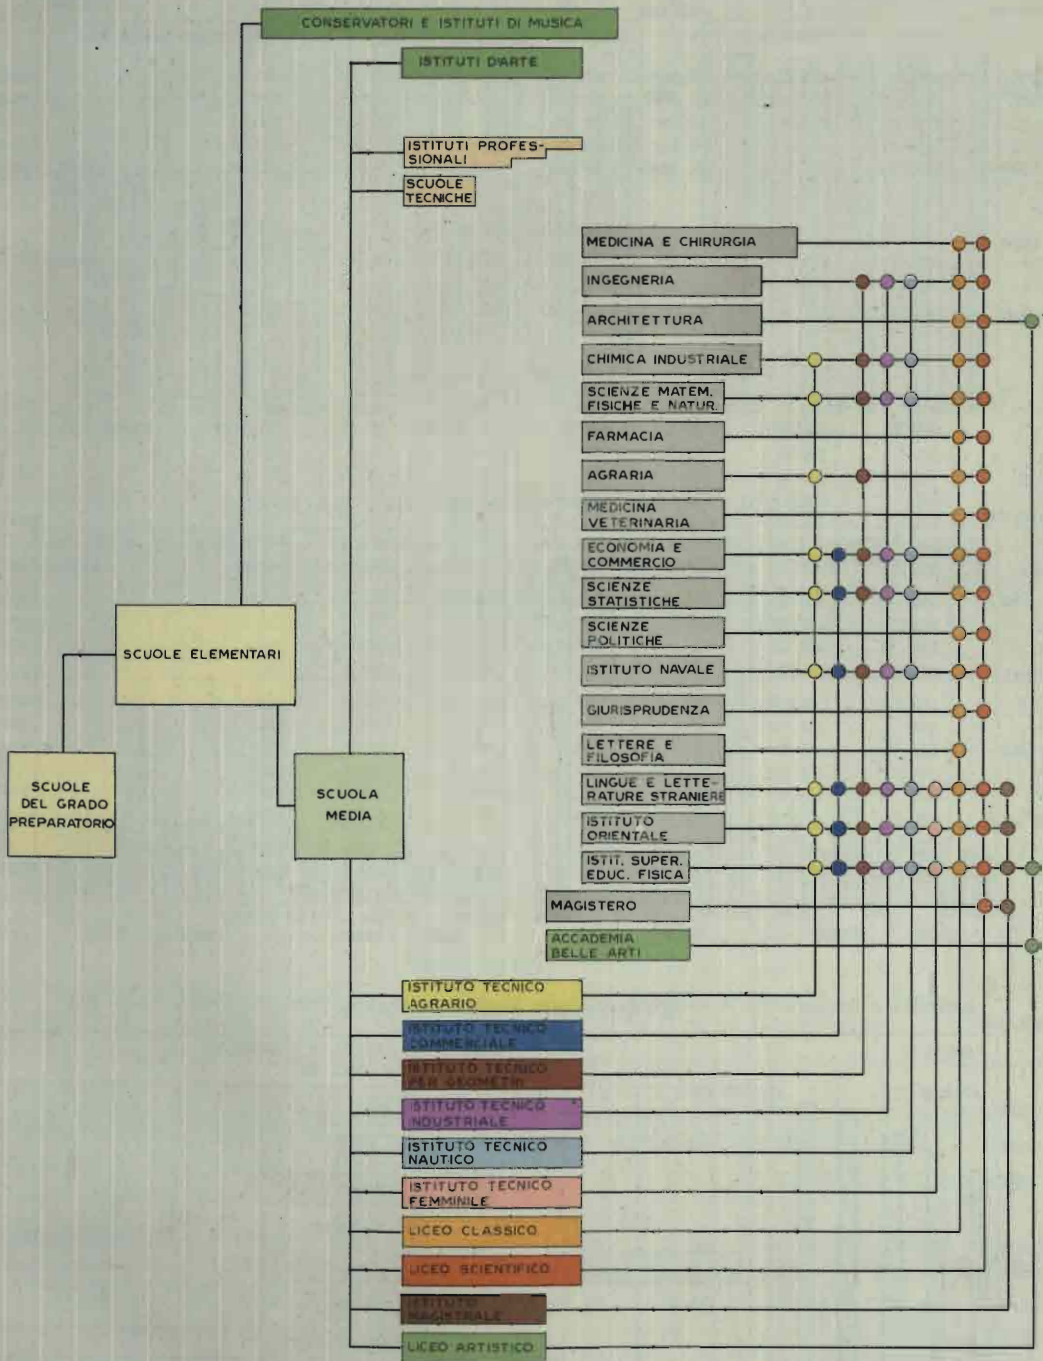 CONSERVATORI E ISTITUTI DI MUSICA
ISTITUTI D'ARTE
ISTITUTI PROFES-
SIONALI
SCUOLE
TECNICHE
MEDICINA E CHIRURGIA
INGEGNERIA
ARCHITETTURA
CHIMICA INDUSTRIALE
SCIENZE MATEM.
FISICHE E NATUR.
FARMACIA
AGRARIA
MEDICINA
VETERINARIA
ECONOMIA E
COMMERCIO
SCIENZE
STATISTICHE
SCIENZE
POLITICHE
ISTITUTO NAVALE
GIURISPRUDENZA
LETTERE E
FILOSOFIA
LINGUE E LETTE-
RATURE STRANIERE
ISTITUTO
ORIENTALE
ISTIT. SUPER.
EDUC. FISICA
MAGISTERO
ACCADEMIA
BELLE ARTI
SCUOLE ELEMENTARI
SCUOLE
DEL GRADO
PREPARATORIO
SCUOLA
MEDIA
ISTITUTO TECNICO
AGRARIO
ISTITUTO TECNICO
COMMERCIALE
ISTITUTO TECNICO
PER GEOMETRI
ISTITUTO TECNICO
INDUSTRIALE
ISTITUTO TECNICO
NAUTICO
ISTITUTO TECNICO
FEMMINILE
LICEO CLASSICO
LICEO SCIENTIFICO
ISTITUTO
MAGISTRALE
LICEO ARTISTICO